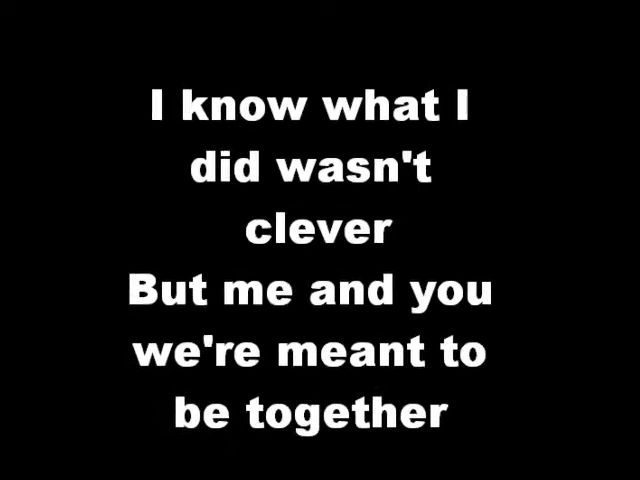 I know what I
did wasn't
clever
But me and you
we're meant to
be together